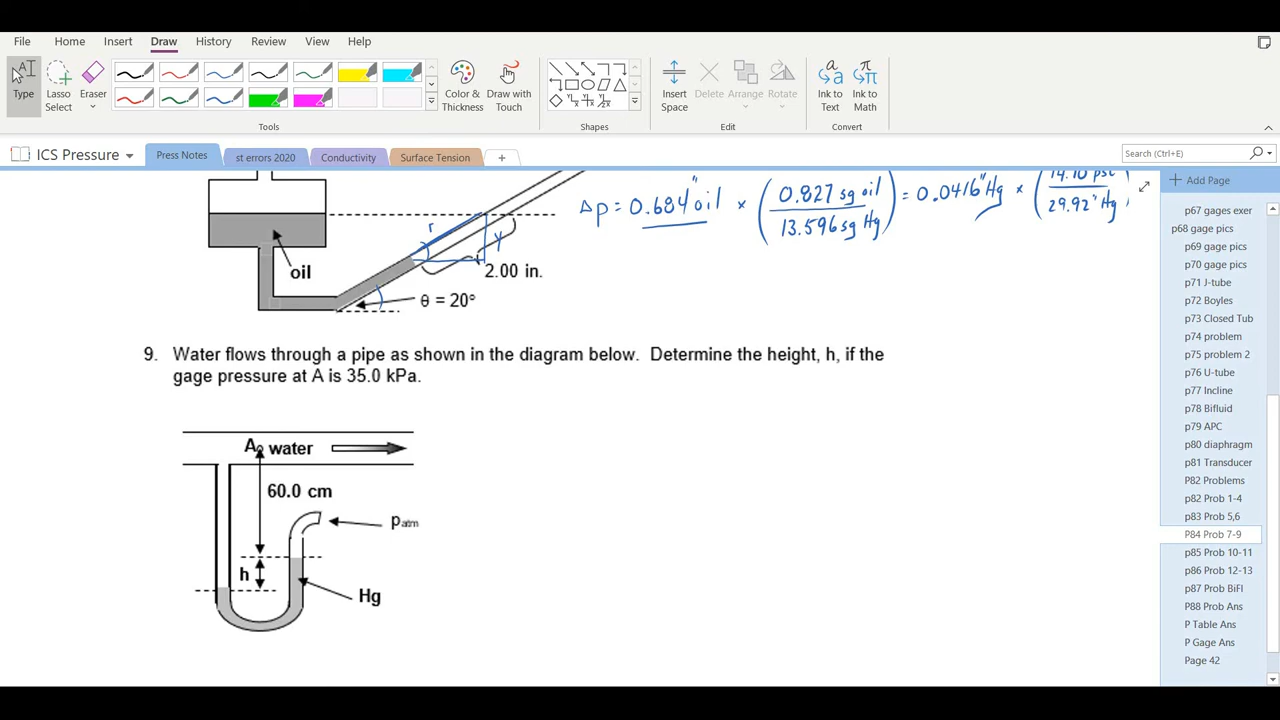 File Home Insert Draw History Review View Help
Type Lasso Select Eraser Color & Thickness Draw with Touch Insert Space Delete Arrange Rotate Ink to Text Ink to Math
Tools Shapes Edit Convert
ICS Pressure Press Notes st errors 2020 Conductivity Surface Tension + Search (Ctrl+E)
Add Page
p67 gages exer
p68 gage pics
p69 gage pics
p70 gage pics
p71 J-tube
p72 Boyles
p73 Closed Tub
p74 problem
p75 problem 2
p76 U-tube
p77 Incline
p78 Bifluid
p79 APC
p80 diaphragm
p81 Transducer
P82 Problems
p82 Prob 1-4
p83 Prob 5,6
P84 Prob 7-9
p85 Prob 10-11
p86 Prob 12-13
p87 Prob BiFl
P88 Prob Ans
P Table Ans
P Gage Ans
Page 42
Δp = 0.684" oil × (0.827 sg oil / 13.596 sg Hg) = 0.0416" Hg × ( / 29.92" Hg
r
y
oil
2.00 in.
θ = 20°
9. Water flows through a pipe as shown in the diagram below. Determine the height, h, if the
gage pressure at A is 35.0 kPa.
A water
60.0 cm
patm
h
Hg